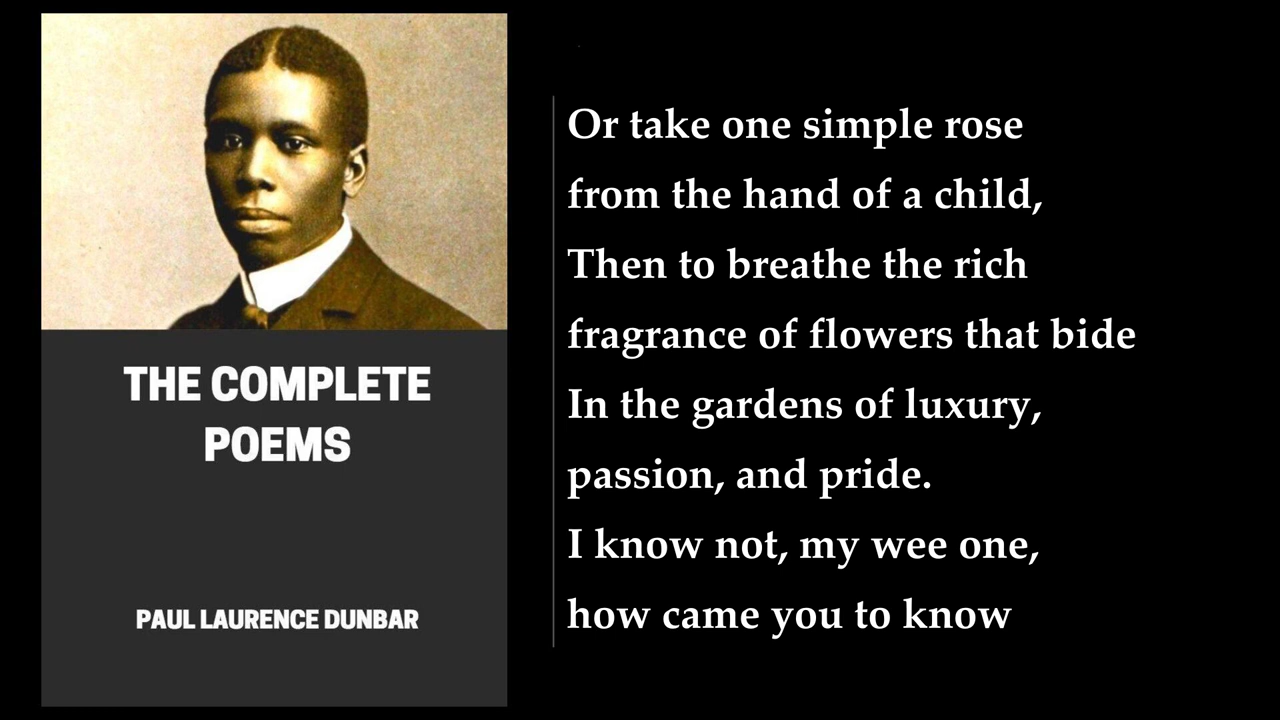 THE COMPLETE
POEMS
PAUL LAURENCE DUNBAR
Or take one simple rose
from the hand of a child,
Then to breathe the rich
fragrance of flowers that bide
In the gardens of luxury,
passion, and pride.
I know not, my wee one,
how came you to know